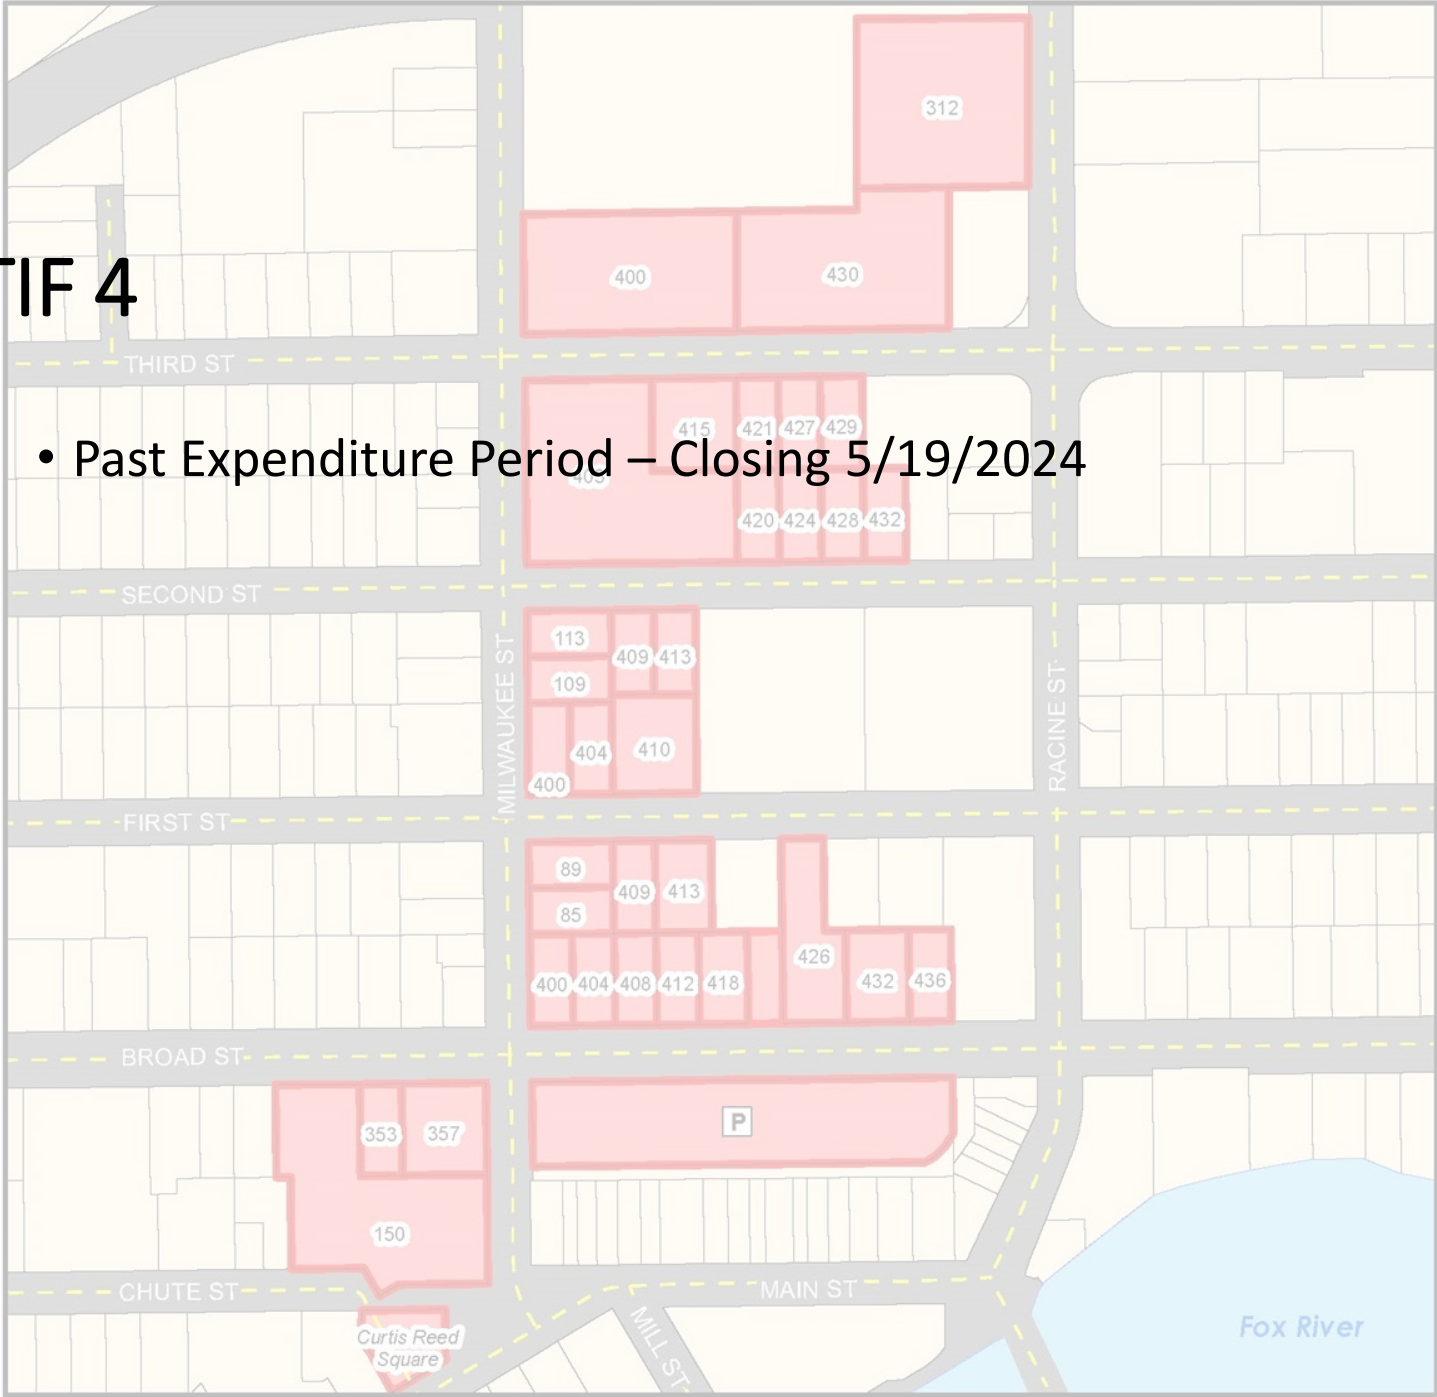 312
400
430
TIF 4
THIRD ST
415
421
427
429
• Past Expenditure Period – Closing 5/19/2024
403
420
424
428
432
SECOND ST
MILWAUKEE ST
RACINE ST
113
409
413
109
404
410
400
FIRST ST
89
409
413
85
426
400
404
408
412
418
432
436
BROAD ST
P
353
357
150
CHUTE ST
MAIN ST
MILL ST
Curtis Reed
Square
Fox River